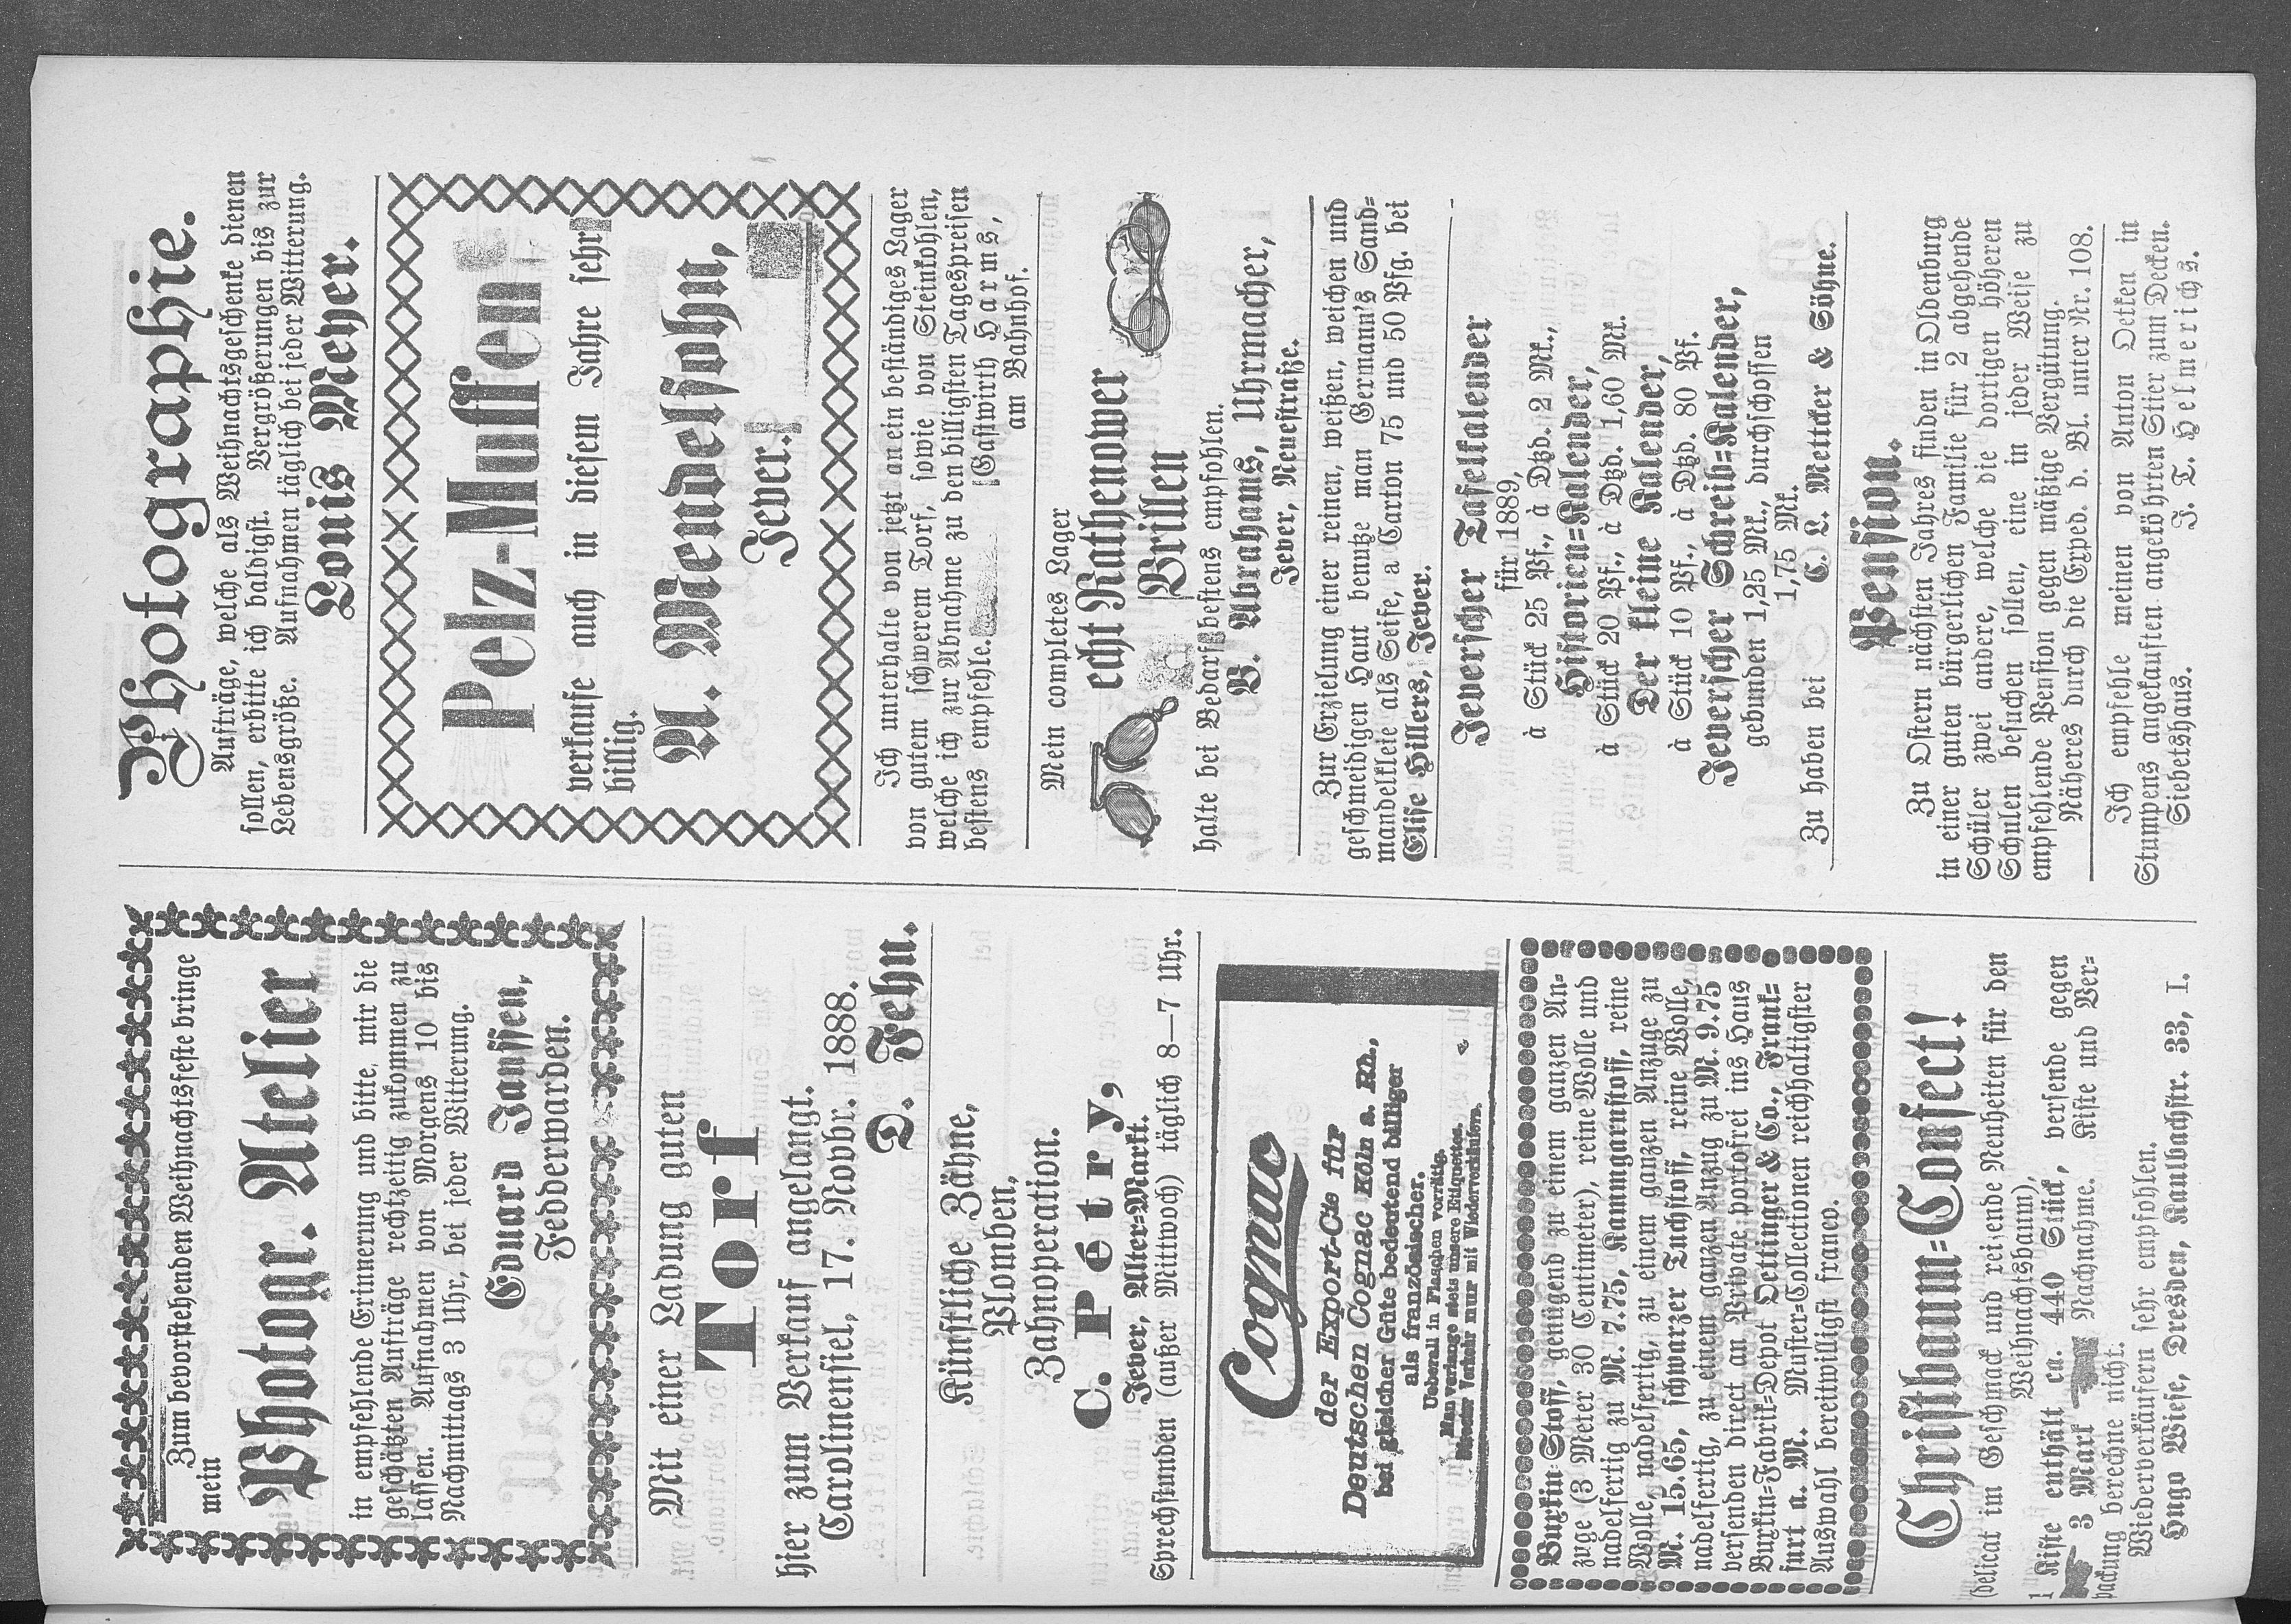 Zum bevorstehenden Weihnachtsfeste bringe
mein
Photogr. Atelier
in empfehlende Erinnerung und bitte, mir die
geschätzten Aufträge rechtzeitig zukommen zu
lassen. Aufnahmen von Morgens 10 bis
Nachmittags 3 Uhr, bei jeder Witterung.
Eduard Janssen,
Fedderwarden.
Mit einer Ladung guten
Torf
hier zum Verkauf angelangt.
Carolinensiel, 17. Novbr. 1888.
D. Fehn.
Künstliche Zähne,
Plomben,
Zahnoperation.
C. Pétry,
Jever, Alter=Markt.
Sprechstunden (außer Mittwoch) täglich 8—7 Uhr.
Cognac
der Export-Cie für
Deutschen Cognac Köln a. Rh.,
bei gleicher Güte bedeutend billiger
als französischer.
Ueberall in Flaschen vorrätig.
Man verlange stets unsere Etiquettes.
Directer Verkehr nur mit Wiederverkäufern.
Buxkin=Stoff, genügend zu einem ganzen An=
zuge (3 Meter 30 Centimeter), reine Wolle und
nadelfertig zu M. 7.75, Kammgarnstoff, reine
Wolle, nadelfertig, zu einem ganzen Anzuge zu
M. 15.65, schwarzer Tuchstoff, reine Wolle,
nadelfertig, zu einem ganzen Anzug zu M. 9.75
versenden direct an Private portofrei ins Haus
Buxkin=Fabrik=Depôt Oettinger & Co., Frank=
furt a. M. Muster=Collectionen reichhaltigster
Auswahl bereitwilligst franco.
Christbaum=Confect!
(delicat im Geschmack und reizende Neuheiten für den
Weihnachtsbaum),
1 Kiste enthält ca. 440 Stück, versende gegen
3 Mark Nachnahme. Kiste und Ver=
packung berechne nicht.
Wiederverkäufern sehr empfohlen.
Hugo Wiese, Dresden, Kaulbachstr. 33, I.
Photographie.
Aufträge, welche als Weihnachtsgeschenke dienen
sollen, erbitte ich baldigst. Vergrößerungen bis zur
Lebensgröße. Aufnahmen täglich bei jeder Witterung.
Louis Meyer.
Pelz-Muffen
verkaufe auch in diesem Jahre sehr
billig.
A. Mendelsohn,
Jever.
Ich unterhalte von jetzt an ein beständiges Lager
von gutem schwerem Torf, sowie von Steinkohlen,
welche ich zur Abnahme zu den billigsten Tagespreisen
bestens empfehle. Gastwirth Harms,
am Bahnhof.
Mein completes Lager
echt Rathenower
Brillen
halte bei Bedarf bestens empfohlen.
B. Abrahams, Uhrmacher,
Jever, Neuestraße.
Zur Erzielung einer reinen, weißen, weichen und
geschmeidigen Haut benutze man Germann's Sand=
mandelkleie als Seife, a Carton 75 und 50 Pfg. bei
Elise Hillers, Jever.
Jeverscher Tafelkalender
für 1889,
à Stück 25 Pf., à Dtzd. 2 Mk.,
Historien=Kalender,
à Stück 20 Pf., à Dtzd. 1,60 Mk.
Der kleine Kalender,
à Stück 10 Pf., à Dtzd. 80 Pf.
Jeverscher Schreib=Kalender,
gebunden 1,25 Mk., durchschossen
1,75 Mk.
Zu haben bei C. L. Mettcker & Söhne.
Pension.
Zu Ostern nächsten Jahres finden in Oldenburg
in einer guten bürgerlichen Familie für 2 abgehende
Schüler zwei andere, welche die dortigen höheren
Schulen besuchen sollen, eine in jeder Weise zu
empfehlende Pension gegen mäßige Vergütung.
Näheres durch die Exped. d. Bl. unter Nr. 108.
Ich empfehle meinen von Anton Oetken in
Stumpens angekauften angeköhrten Stier zum Decken.
Siebetshaus. J. T. Helmerichs.